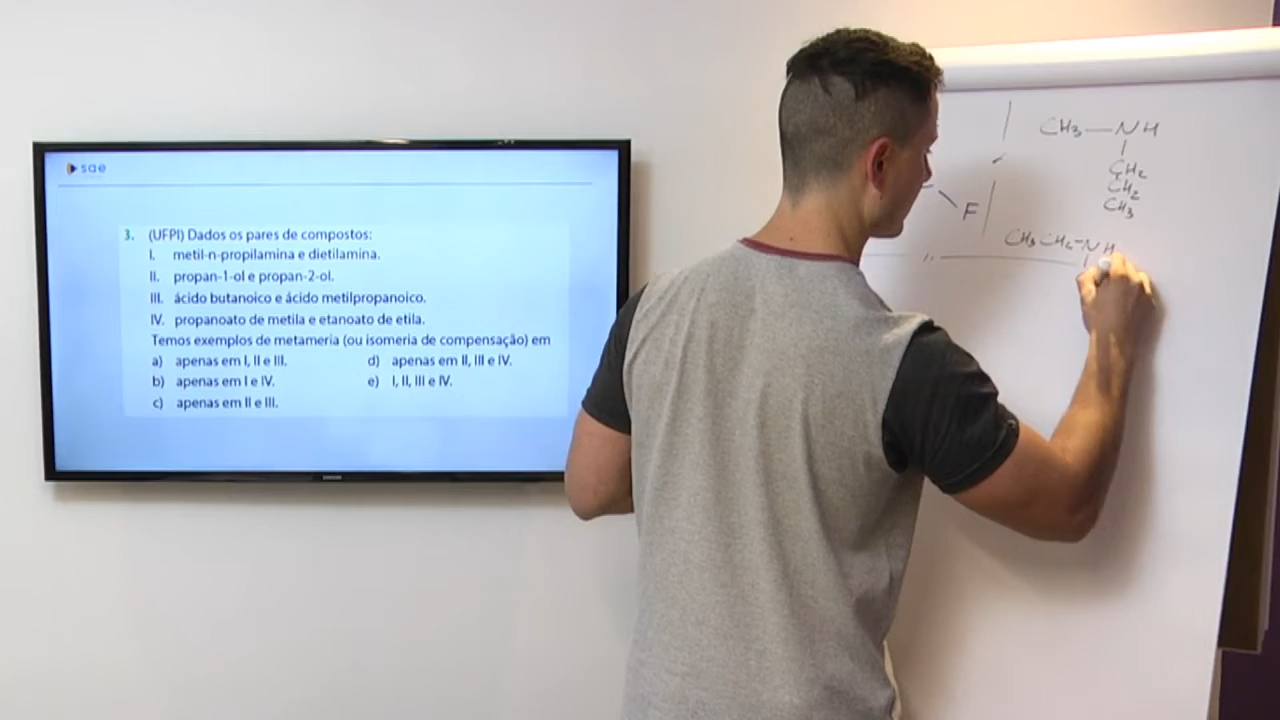 sae
3. (UFPI) Dados os pares de compostos:
I. metil-n-propilamina e dietilamina.
II. propan-1-ol e propan-2-ol.
III. ácido butanoico e ácido metilpropanoico.
IV. propanoato de metila e etanoato de etila.
Temos exemplos de metameria (ou isomeria de compensação) em
a) apenas em I, II e III.
b) apenas em I e IV.
c) apenas em II e III.
d) apenas em II, III e IV.
e) I, II, III e IV.
CH3—NH
CH2
CH2
CH3
F
CH3 CH2-NH